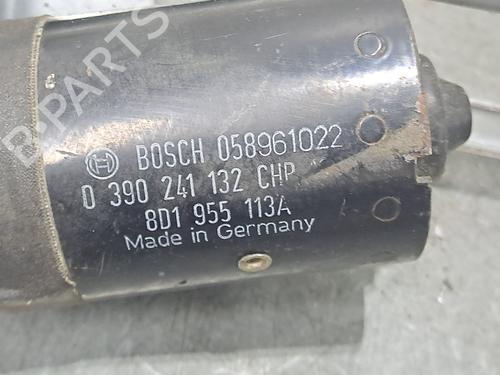 BOSCH 058961022
0 390 241 132 CHP
8D1 955 113A
Made in Germany
B-PARTS